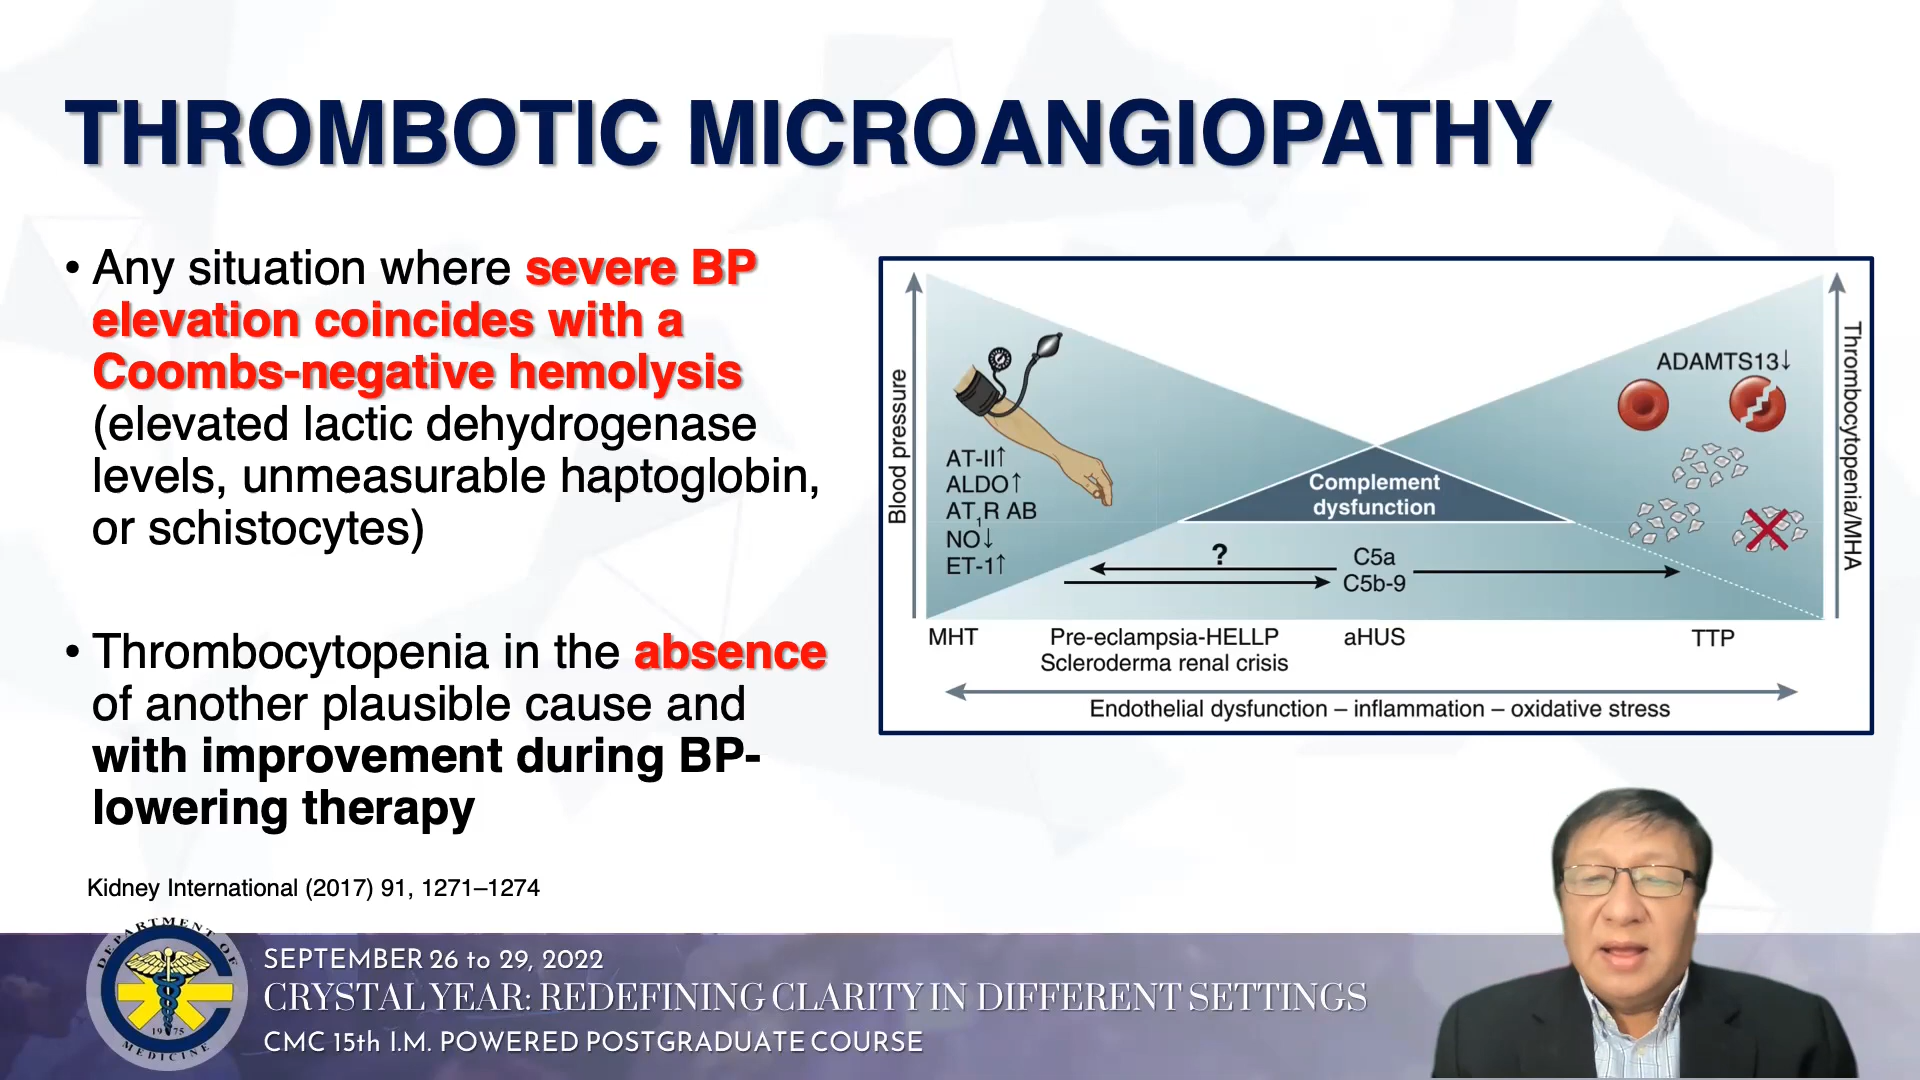 THROMBOTIC MICROANGIOPATHY
• Any situation where severe BP
elevation coincides with a
Coombs-negative hemolysis
(elevated lactic dehydrogenase
levels, unmeasurable haptoglobin,
or schistocytes)
• Thrombocytopenia in the absence
of another plausible cause and
with improvement during BP-
lowering therapy
Kidney International (2017) 91, 1271–1274
Blood pressure
AT-II↑
ALDO↑
AT₁R AB
NO↓
ET-1↑
Complement
dysfunction
?
C5a
C5b-9
ADAMTS13↓
Thrombocytopenia/MHA
MHT
Pre-eclampsia-HELLP
Scleroderma renal crisis
aHUS
TTP
Endothelial dysfunction – inflammation – oxidative stress
DEPARTMENT OF
1975
MEDICINE
SEPTEMBER 26 to 29, 2022
CRYSTAL YEAR: REDEFINING CLARITY IN DIFFERENT SETTINGS
CMC 15th I.M. POWERED POSTGRADUATE COURSE